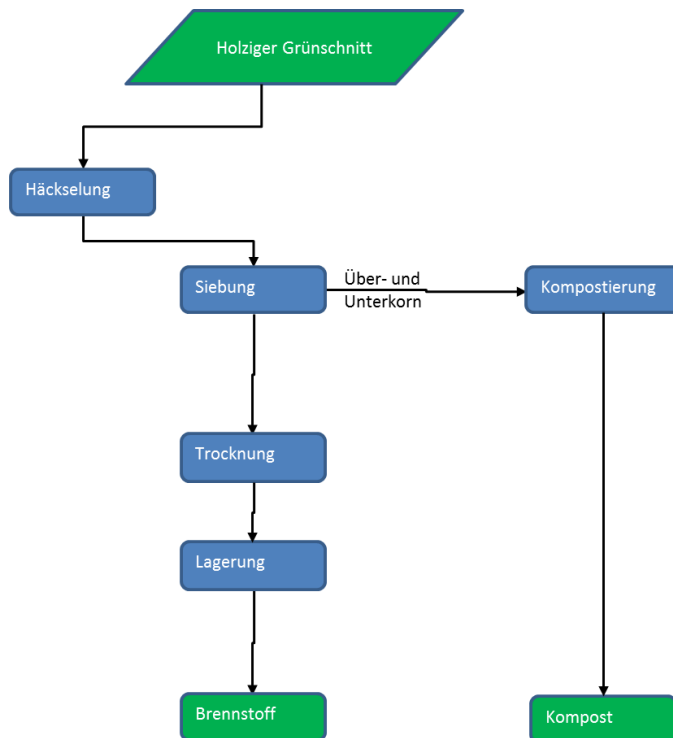 Holziger Grünschnitt
Häckselung
Siebung
Über- und
Unterkorn
Kompostierung
Trocknung
Lagerung
Brennstoff
Kompost